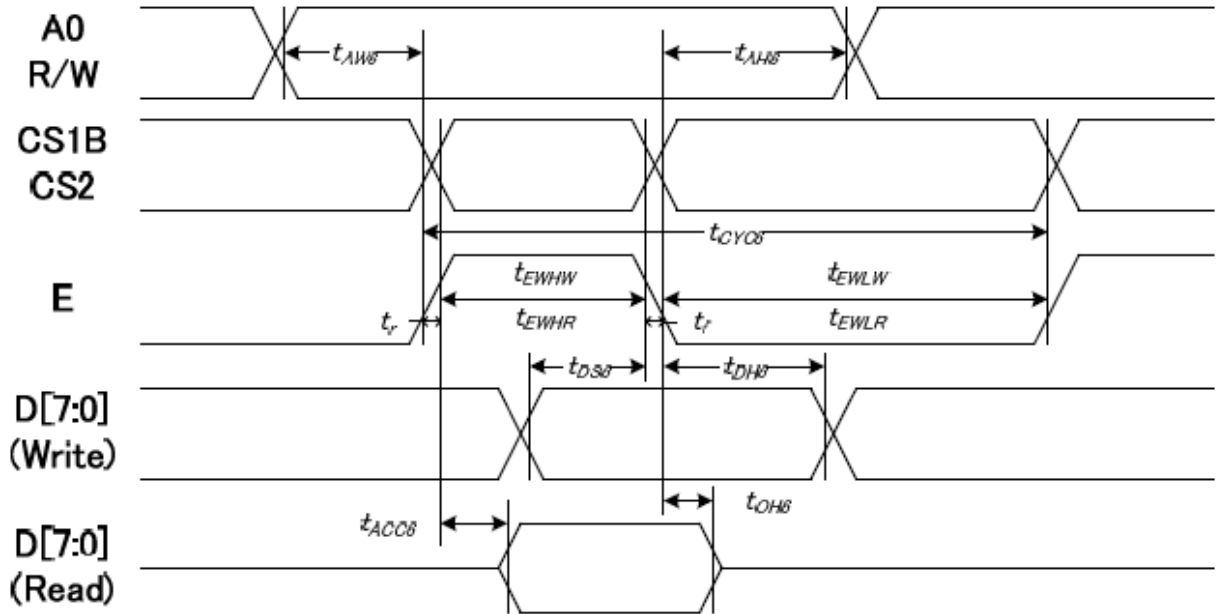 A0
R/W
tAW6
tAH6
CS1B
CS2
tCYC6
E
tEWHW
tEWLW
tr
tEWHR
tf
tEWLR
tDS6
tDH6
D[7:0]
(Write)
tACC6
tOH6
D[7:0]
(Read)